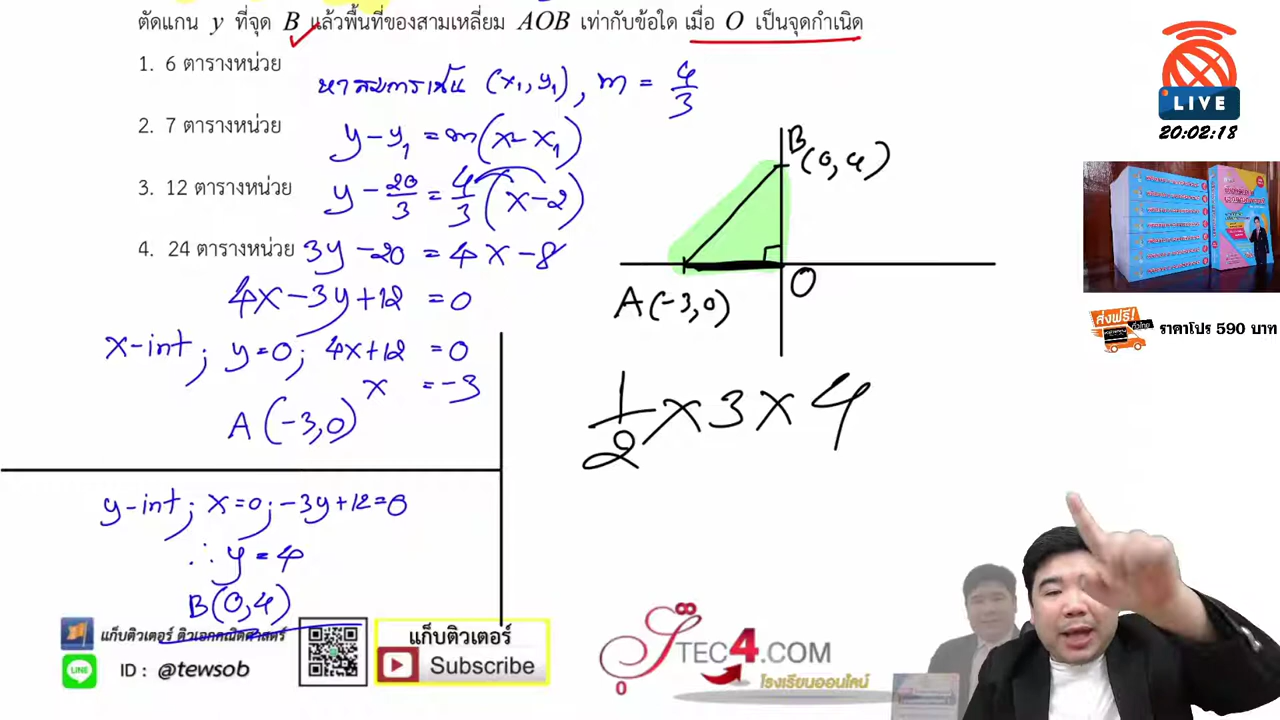 ตัดแกน y ที่จุด B แล้วพื้นที่ของสามเหลี่ยม AOB เท่ากับข้อใด เมื่อ O เป็นจุดกำเนิด
1. 6 ตารางหน่วย
2. 7 ตารางหน่วย
3. 12 ตารางหน่วย
4. 24 ตารางหน่วย
หาสมการเส้น (x₁, y₁), m = 4/3
y − y₁ = m(x − x₁)
y − 20/3 = 4/3 (x − 2)
3y − 20 = 4x − 8
4x − 3y + 12 = 0
x-int; y=0; 4x+12 = 0
x = −3
A(−3,0)
y-int; x=0; −3y+12=0
∴ y = 4
B(0,4)
B(0,4)
A(−3,0)
O
1/2 × 3 × 4
LIVE
20:02:18
ส่งฟรี!
ทั่วไทย
ราคาโปร 590 บาท
แก็บติวเตอร์ ติวเอกคณิตศาสตร์
ID : @tewsob
LINE
แก็บติวเตอร์
Subscribe
TEC4.COM
โรงเรียนออนไลน์